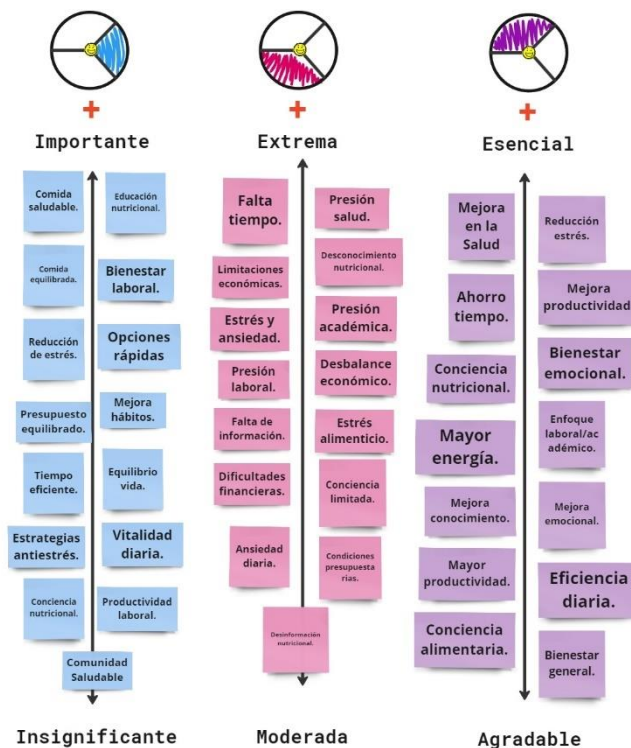 +
Importante
Comida
saludable.
Educación
nutricional.
Comida
equilibrada.
Bienestar
laboral.
Reducción
de estrés.
Opciones
rápidas
Presupuesto
equilibrado.
Mejora
hábitos.
Tiempo
eficiente.
Equilibrio
vida.
Estrategias
antiestrés.
Vitalidad
diaria.
Conciencia
nutricional.
Productividad
laboral.
Comunidad
Saludable
Insignificante
+
Extrema
Falta
tiempo.
Presión
salud.
Limitaciones
económicas.
Desconocimiento
nutricional.
Estrés y
ansiedad.
Presión
académica.
Presión
laboral.
Desbalance
económico.
Falta de
información.
Estrés
alimenticio.
Dificultades
financieras.
Conciencia
limitada.
Ansiedad
diaria.
Condiciones
presupuesta
rias.
Desinformación
nutricional.
Moderada
+
Esencial
Mejora
en la
Salud
Reducción
estrés.
Ahorro
tiempo.
Mejora
productividad.
Conciencia
nutricional.
Bienestar
emocional.
Mayor
energía.
Enfoque
laboral/ac
adémico.
Mejora
conocimiento.
Mejora
emocional.
Mayor
productividad.
Eficiencia
diaria.
Conciencia
alimentaria.
Bienestar
general.
Agradable